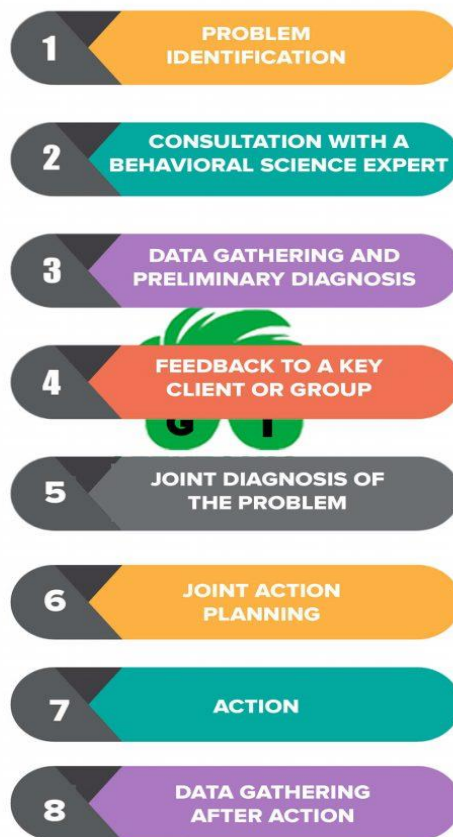 1
PROBLEM
IDENTIFICATION
2
CONSULTATION WITH A
BEHAVIORAL SCIENCE EXPERT
3
DATA GATHERING AND
PRELIMINARY DIAGNOSIS
4
FEEDBACK TO A KEY
CLIENT OR GROUP
G I
5
JOINT DIAGNOSIS OF
THE PROBLEM
6
JOINT ACTION
PLANNING
7
ACTION
8
DATA GATHERING
AFTER ACTION